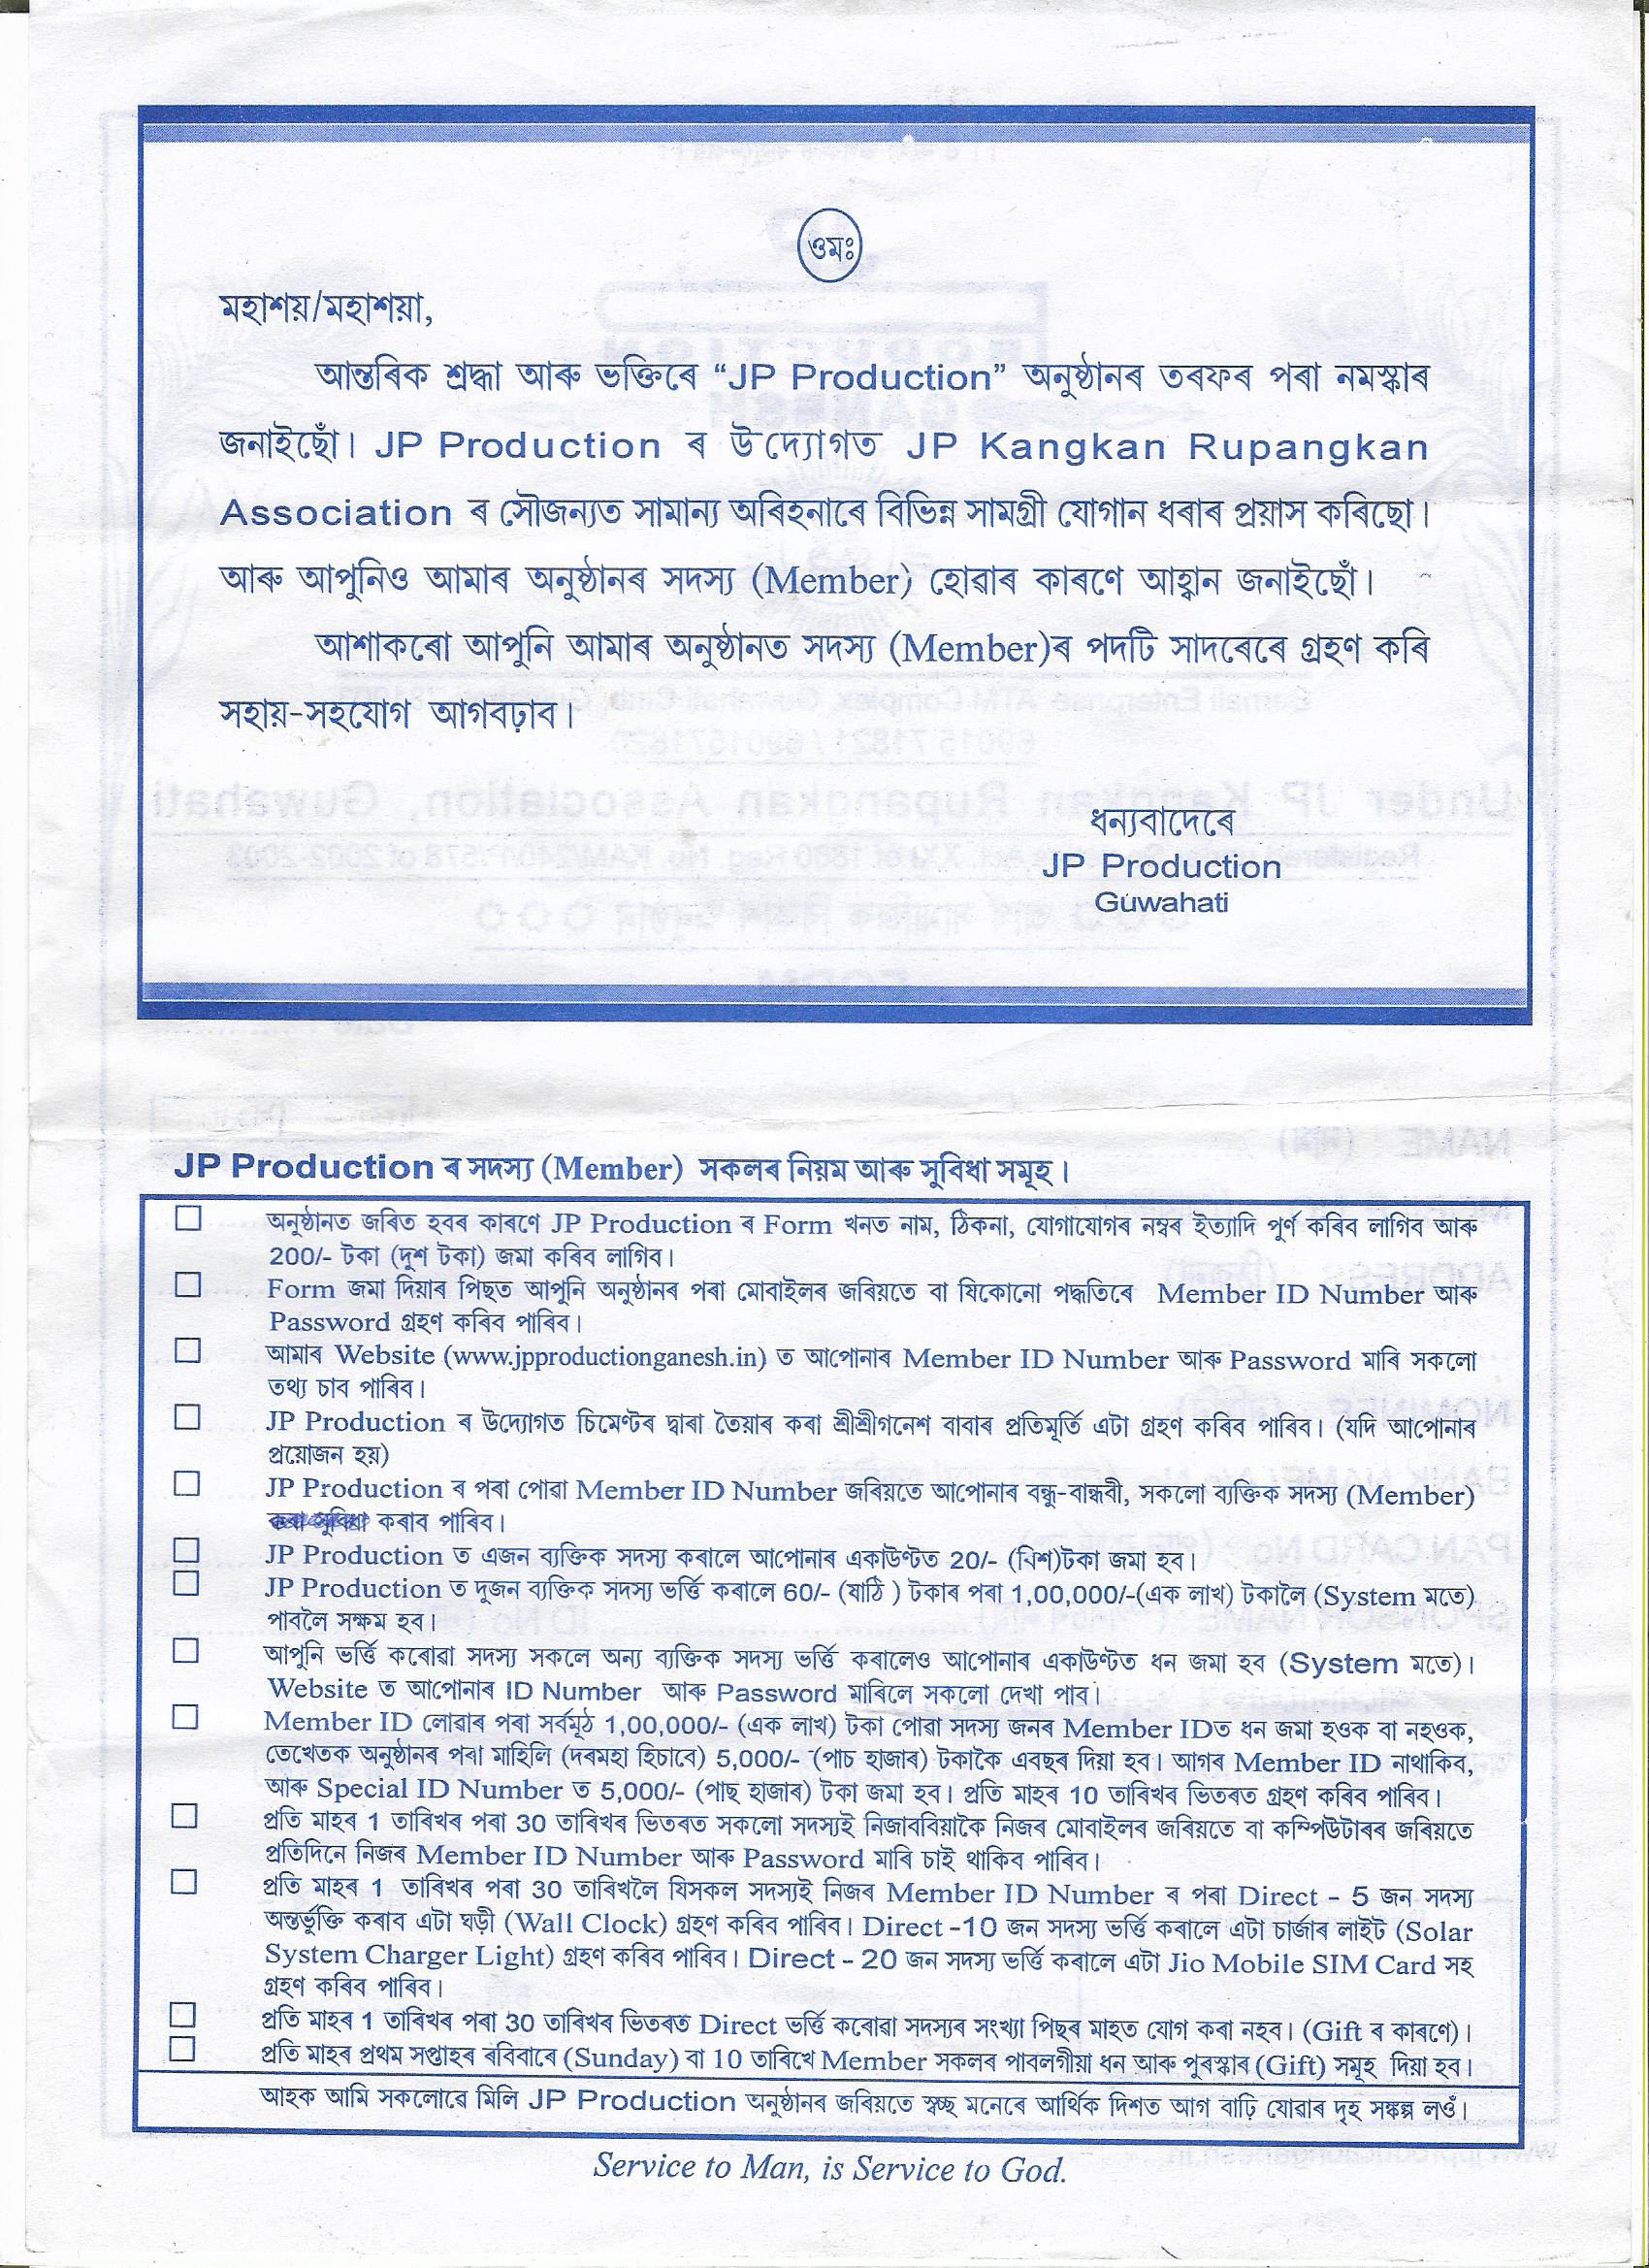 ওমঃ
মহাশয়/মহাশয়া,
আন্তৰিক শ্ৰদ্ধা আৰু ভক্তিৰে “JP Production” অনুষ্ঠানৰ তৰফৰ পৰা নমস্কাৰ
জনাইছোঁ। JP Production ৰ উদ্যোগত JP Kangkan Rupangkan
Association ৰ সৌজন্যত সামান্য অৰিহনাৰে বিভিন্ন সামগ্ৰী যোগান ধৰাৰ প্ৰয়াস কৰিছো।
আৰু আপুনিও আমাৰ অনুষ্ঠানৰ সদস্য (Member) হোৱাৰ কাৰণে আহ্বান জনাইছোঁ।
আশাকৰো আপুনি আমাৰ অনুষ্ঠানত সদস্য (Member)ৰ পদটি সাদৰেৰে গ্ৰহণ কৰি
সহায়-সহযোগ আগবঢ়াব।
ধন্যবাদেৰে
JP Production
Guwahati
JP Production ৰ সদস্য (Member) সকলৰ নিয়ম আৰু সুবিধা সমূহ।
অনুষ্ঠানত জৰিত হবৰ কাৰণে JP Production ৰ Form খনত নাম, ঠিকনা, যোগাযোগৰ নম্বৰ ইত্যাদি পুৰ্ণ কৰিব লাগিব আৰু
200/- টকা (দুশ টকা) জমা কৰিব লাগিব।
Form জমা দিয়াৰ পিছত আপুনি অনুষ্ঠানৰ পৰা মোবাইলৰ জৰিয়তে বা যিকোনো পদ্ধতিৰে Member ID Number আৰু
Password গ্ৰহণ কৰিব পাৰিব।
আমাৰ Website (www.jpproductionganesh.in) ত আপোনাৰ Member ID Number আৰু Password মাৰি সকলো
তথ্য চাব পাৰিব।
JP Production ৰ উদ্যোগত চিমেণ্টৰ দ্বাৰা তৈয়াৰ কৰা শ্ৰীশ্ৰীগনেশ বাবাৰ প্ৰতিমূৰ্তি এটা গ্ৰহণ কৰিব পাৰিব। (যদি আপোনাৰ
প্ৰয়োজন হয়)
JP Production ৰ পৰা পোৱা Member ID Number জৰিয়তে আপোনাৰ বন্ধু-বান্ধবী, সকলো ব্যক্তিক সদস্য (Member)
কৰাব পাৰিব।
JP Production ত এজন ব্যক্তিক সদস্য কৰালে আপোনাৰ একাউণ্টত 20/- (বিশ)টকা জমা হব।
JP Production ত দুজন ব্যক্তিক সদস্য ভৰ্ত্তি কৰালে 60/- (ষাঠি ) টকাৰ পৰা 1,00,000/-(এক লাখ) টকালৈ (System মতে)
পাবলৈ সক্ষম হব।
আপুনি ভৰ্ত্তি কৰোৱা সদস্য সকলে অন্য ব্যক্তিক সদস্য ভৰ্ত্তি কৰালেও আপোনাৰ একাউণ্টত ধন জমা হব (System মতে)।
Website ত আপোনাৰ ID Number আৰু Password মাৰিলে সকলো দেখা পাব।
Member ID লোৱাৰ পৰা সৰ্বমূঠ 1,00,000/- (এক লাখ) টকা পোৱা সদস্য জনৰ Member IDত ধন জমা হওক বা নহওক,
তেখেতক অনুষ্ঠানৰ পৰা মাহিলি (দৰমহা হিচাবে) 5,000/- (পাচ হাজাৰ) টকাকৈ এবছৰ দিয়া হব। আগৰ Member ID নাথাকিব,
আৰু Special ID Number ত 5,000/- (পাছ হাজাৰ) টকা জমা হব। প্ৰতি মাহৰ 10 তাৰিখৰ ভিতৰত গ্ৰহণ কৰিব পাৰিব।
প্ৰতি মাহৰ 1 তাৰিখৰ পৰা 30 তাৰিখৰ ভিতৰত সকলো সদস্যই নিজাববিয়াকৈ নিজৰ মোবাইলৰ জৰিয়তে বা কম্পিউটাৰৰ জৰিয়তে
প্ৰতিদিনে নিজৰ Member ID Number আৰু Password মাৰি চাই থাকিব পাৰিব।
প্ৰতি মাহৰ 1 তাৰিখৰ পৰা 30 তাৰিখলৈ যিসকল সদস্যই নিজৰ Member ID Number ৰ পৰা Direct - 5 জন সদস্য
অন্তৰ্ভুক্তি কৰাব এটা ঘড়ী (Wall Clock) গ্ৰহণ কৰিব পাৰিব। Direct -10 জন সদস্য ভৰ্ত্তি কৰালে এটা চাৰ্জাৰ লাইট (Solar
System Charger Light) গ্ৰহণ কৰিব পাৰিব। Direct - 20 জন সদস্য ভৰ্ত্তি কৰালে এটা Jio Mobile SIM Card সহ
গ্ৰহণ কৰিব পাৰিব।
প্ৰতি মাহৰ 1 তাৰিখৰ পৰা 30 তাৰিখৰ ভিতৰত Direct ভৰ্ত্তি কৰোৱা সদস্যৰ সংখ্যা পিছৰ মাহত যোগ কৰা নহব। (Gift ৰ কাৰণে)।
প্ৰতি মাহৰ প্ৰথম সপ্তাহৰ ৰবিবাৰে (Sunday) বা 10 তাৰিখে Member সকলৰ পাবলগীয়া ধন আৰু পুৰস্কাৰ (Gift) সমূহ দিয়া হব।
আহক আমি সকলোৱে মিলি JP Production অনুষ্ঠানৰ জৰিয়তে স্বচ্ছ মনেৰে আৰ্থিক দিশত আগ বাঢ়ি যোৱাৰ দৃহ সঙ্কল্প লওঁ।
Service to Man, is Service to God.